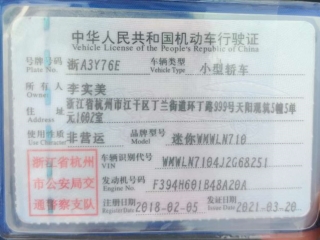 中华人民共和国机动车行驶证
Vehicle License of the People's Republic of China
号牌号码 浙A3Y76E 车辆类型 小型轿车
Plate No. Vehicle Type
所有人 李实美
Owner
住址 浙江省杭州市江干区丁兰街道环丁路999号天阳观筑5幢5单
Address 元1602室
使用性质 非营运 品牌型号 迷你WMWLN710
Use Character Model
浙江省杭州 车辆识别代号 WMWLN7104J2G68251
VIN
市公安局交 发动机号码 F394H601B48A20A
Engine No.
通警察支队 注册日期 2018-02-05 发证日期 2021-03-20
Register Date Issue Date